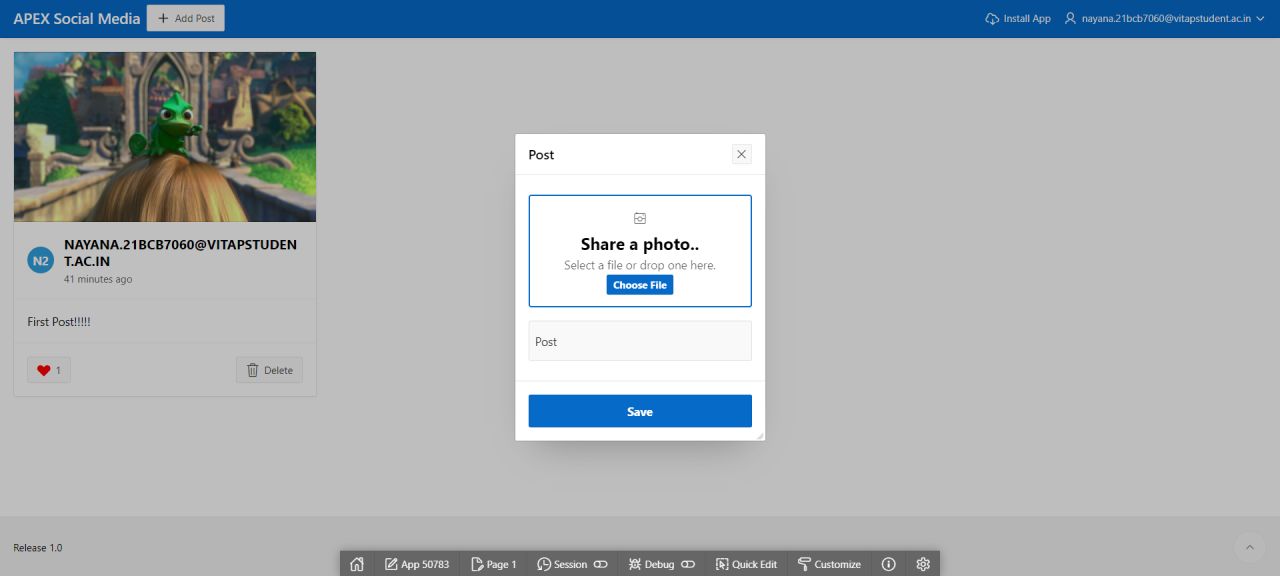 APEX Social Media
Add Post
Install App
nayana.21bcb7060@vitapstudent.ac.in
Post
Share a photo..
Select a file or drop one here.
Choose File
Post
Save
N2
NAYANA.21BCB7060@VITAPSTUDEN
T.AC.IN
41 minutes ago
First Post!!!!!
1
Delete
Release 1.0
App 50783
Page 1
Session
Debug
Quick Edit
Customize